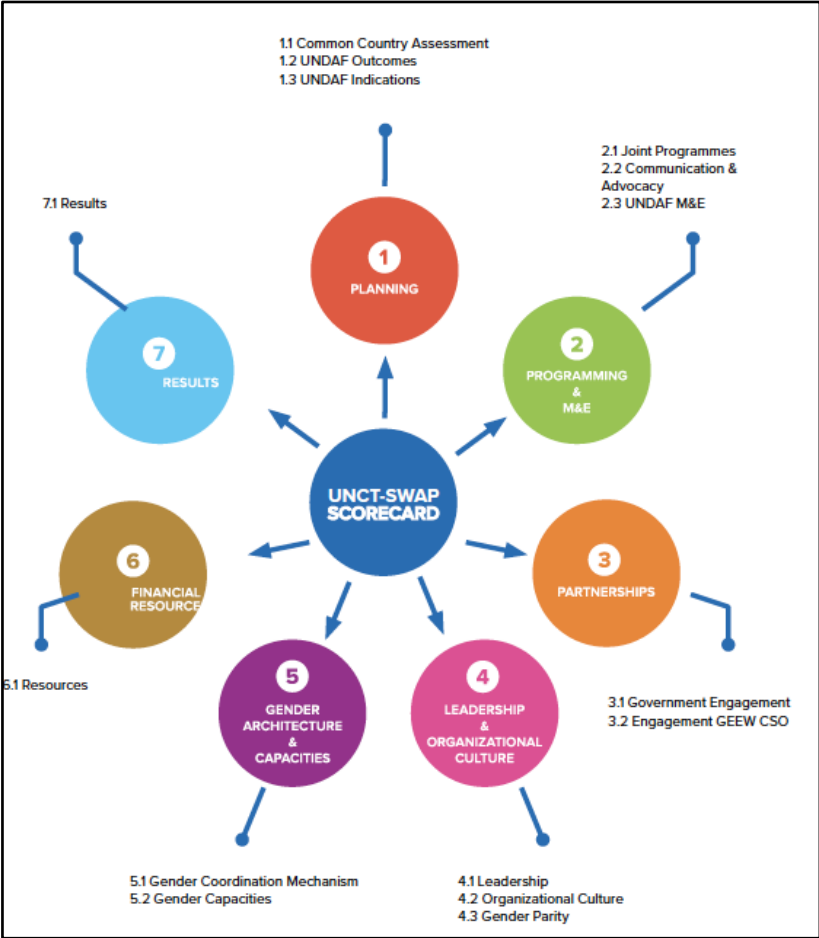 1.1 Common Country Assessment
1.2 UNDAF Outcomes
1.3 UNDAF Indications
2.1 Joint Programmes
2.2 Communication &
Advocacy
2.3 UNDAF M&E
7.1 Results
1
PLANNING
2
PROGRAMMING
&
M&E
7
RESULTS
UNCT-SWAP
SCORECARD
3
PARTNERSHIPS
6
FINANCIAL
RESOURCE
5
GENDER
ARCHITECTURE
&
CAPACITIES
4
LEADERSHIP
&
ORGANIZATIONAL
CULTURE
6.1 Resources
3.1 Government Engagement
3.2 Engagement GEEW CSO
5.1 Gender Coordination Mechanism
5.2 Gender Capacities
4.1 Leadership
4.2 Organizational Culture
4.3 Gender Parity